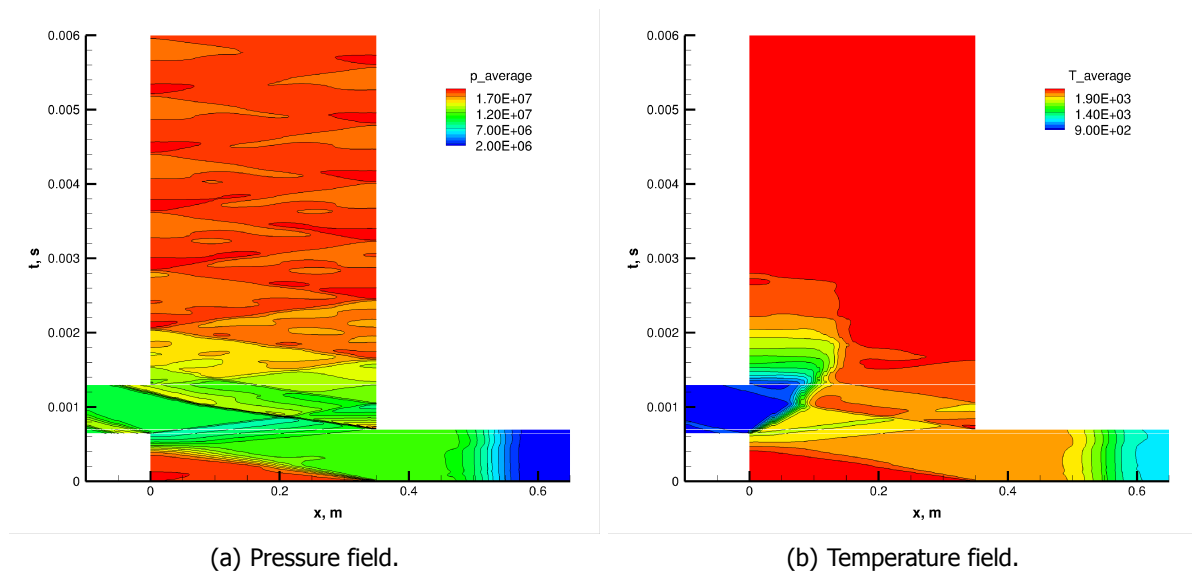 0.006
0.005
0.004
0.003
0.002
0.001
0
t, s
0
0.2
0.4
0.6
x, m
p_average
1.70E+07
1.20E+07
7.00E+06
2.00E+06
(a) Pressure field.
0.006
0.005
0.004
0.003
0.002
0.001
0
t, s
0
0.2
0.4
0.6
x, m
T_average
1.90E+03
1.40E+03
9.00E+02
(b) Temperature field.